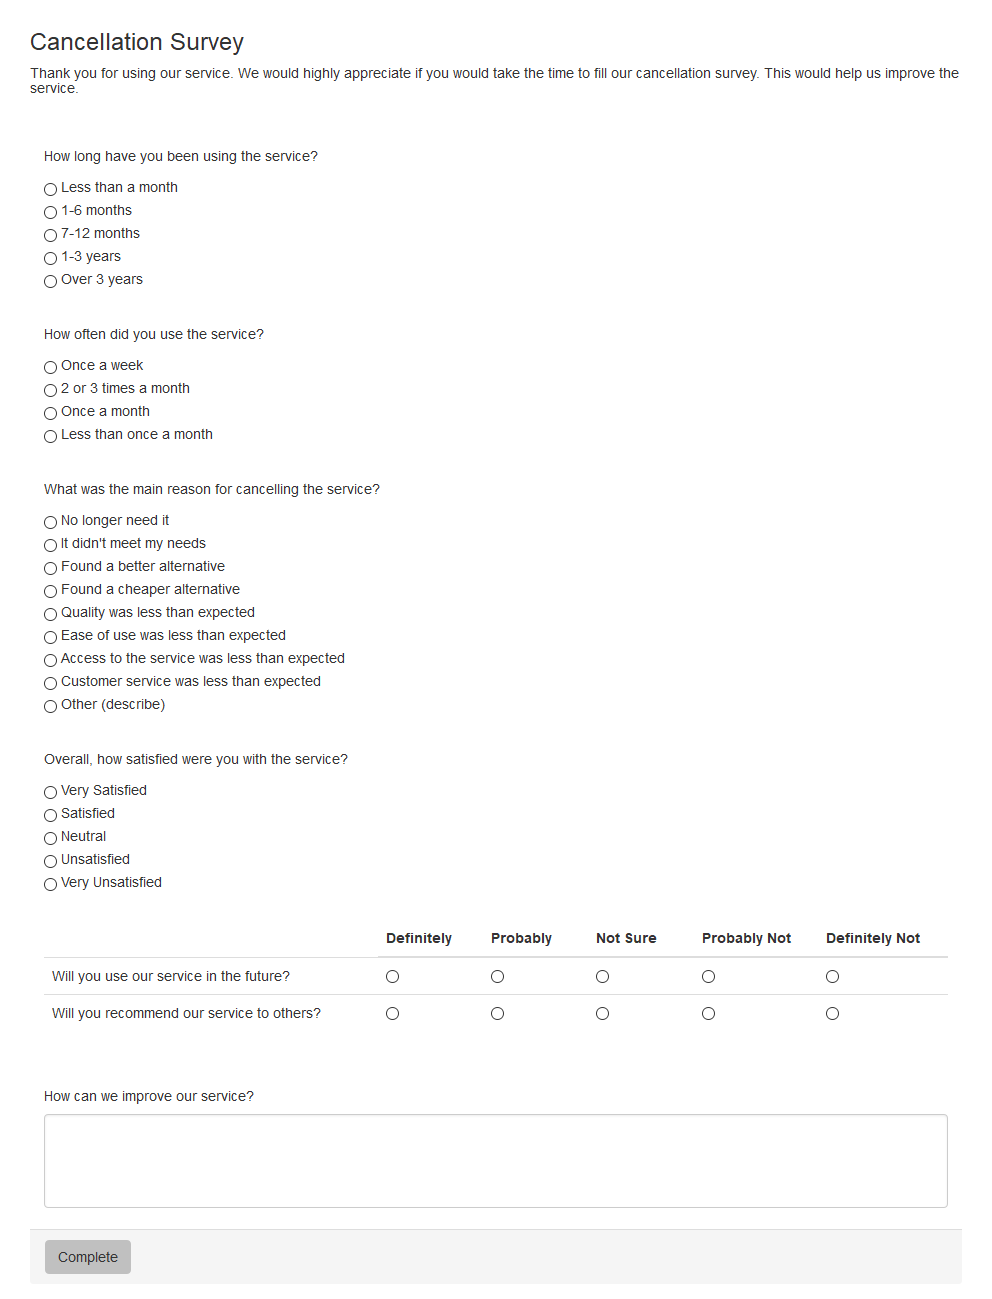 Cancellation Survey
Thank you for using our service. We would highly appreciate if you would take the time to fill our cancellation survey. This would help us improve the
service.
How long have you been using the service?
Less than a month
1-6 months
7-12 months
1-3 years
Over 3 years
How often did you use the service?
Once a week
2 or 3 times a month
Once a month
Less than once a month
What was the main reason for cancelling the service?
No longer need it
It didn't meet my needs
Found a better alternative
Found a cheaper alternative
Quality was less than expected
Ease of use was less than expected
Access to the service was less than expected
Customer service was less than expected
Other (describe)
Overall, how satisfied were you with the service?
Very Satisfied
Satisfied
Neutral
Unsatisfied
Very Unsatisfied
Definitely Probably Not Sure Probably Not Definitely Not
Will you use our service in the future?
Will you recommend our service to others?
How can we improve our service?
Complete